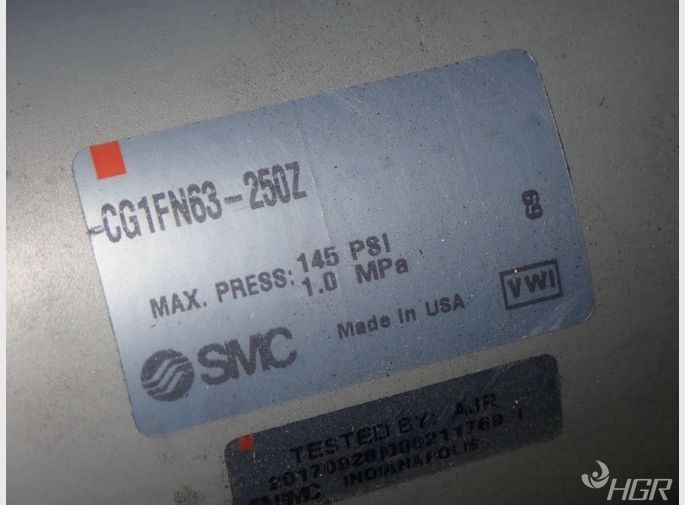 -CG1FN63-250Z
MAX. PRESS: 145 PSI
1.0 MPa
8
SMC
Made in USA
VWI
TESTED BY: AJR
INDIANAPOLIS
HGR